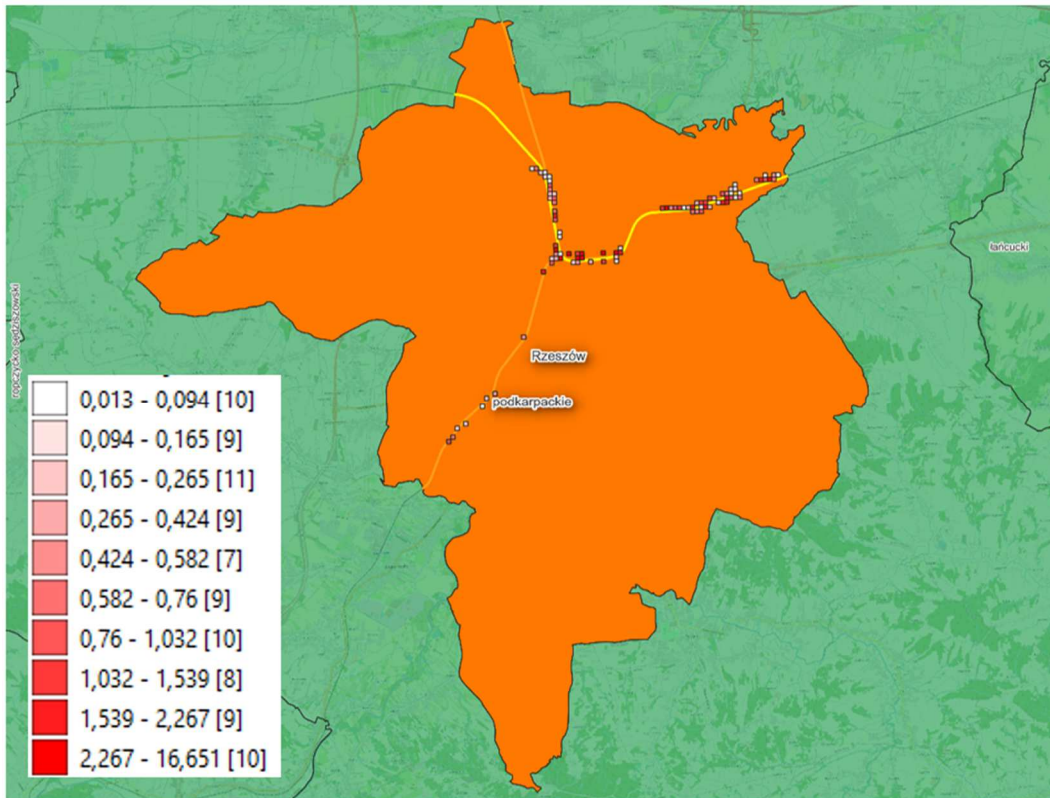 łańcucki
ropczycko-sędziszowski
Rzeszów
podkarpackie
0,013 - 0,094 [10]
0,094 - 0,165 [9]
0,165 - 0,265 [11]
0,265 - 0,424 [9]
0,424 - 0,582 [7]
0,582 - 0,76 [9]
0,76 - 1,032 [10]
1,032 - 1,539 [8]
1,539 - 2,267 [9]
2,267 - 16,651 [10]